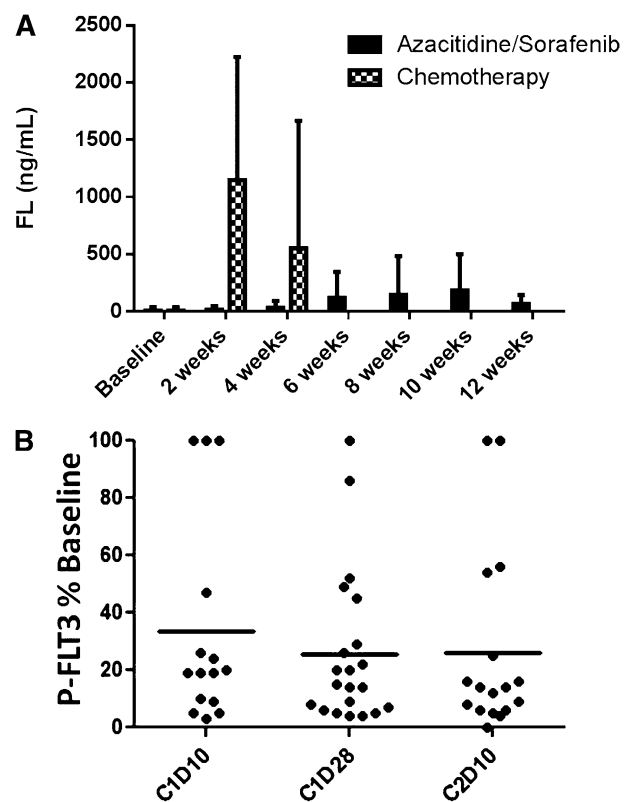 A
FL (ng/mL)
2500
2000
1500
1000
500
0
Azacitidine/Sorafenib
Chemotherapy
Baseline
2 weeks
4 weeks
6 weeks
8 weeks
10 weeks
12 weeks
B
P-FLT3 % Baseline
100
80
60
40
20
0
C1D10
C1D28
C2D10